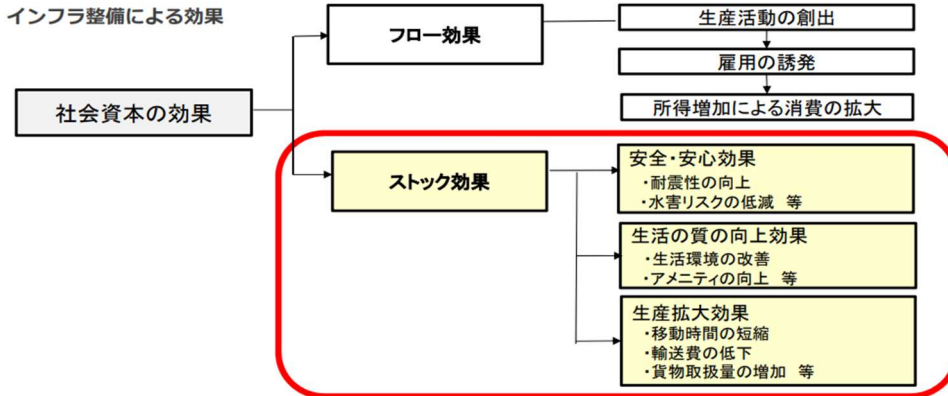 インフラ整備による効果
社会資本の効果
フロー効果
生産活動の創出
雇用の誘発
所得増加による消費の拡大
ストック効果
安全・安心効果
・耐震性の向上
・水害リスクの低減 等
生活の質の向上効果
・生活環境の改善
・アメニティの向上 等
生産拡大効果
・移動時間の短縮
・輸送費の低下
・貨物取扱量の増加 等